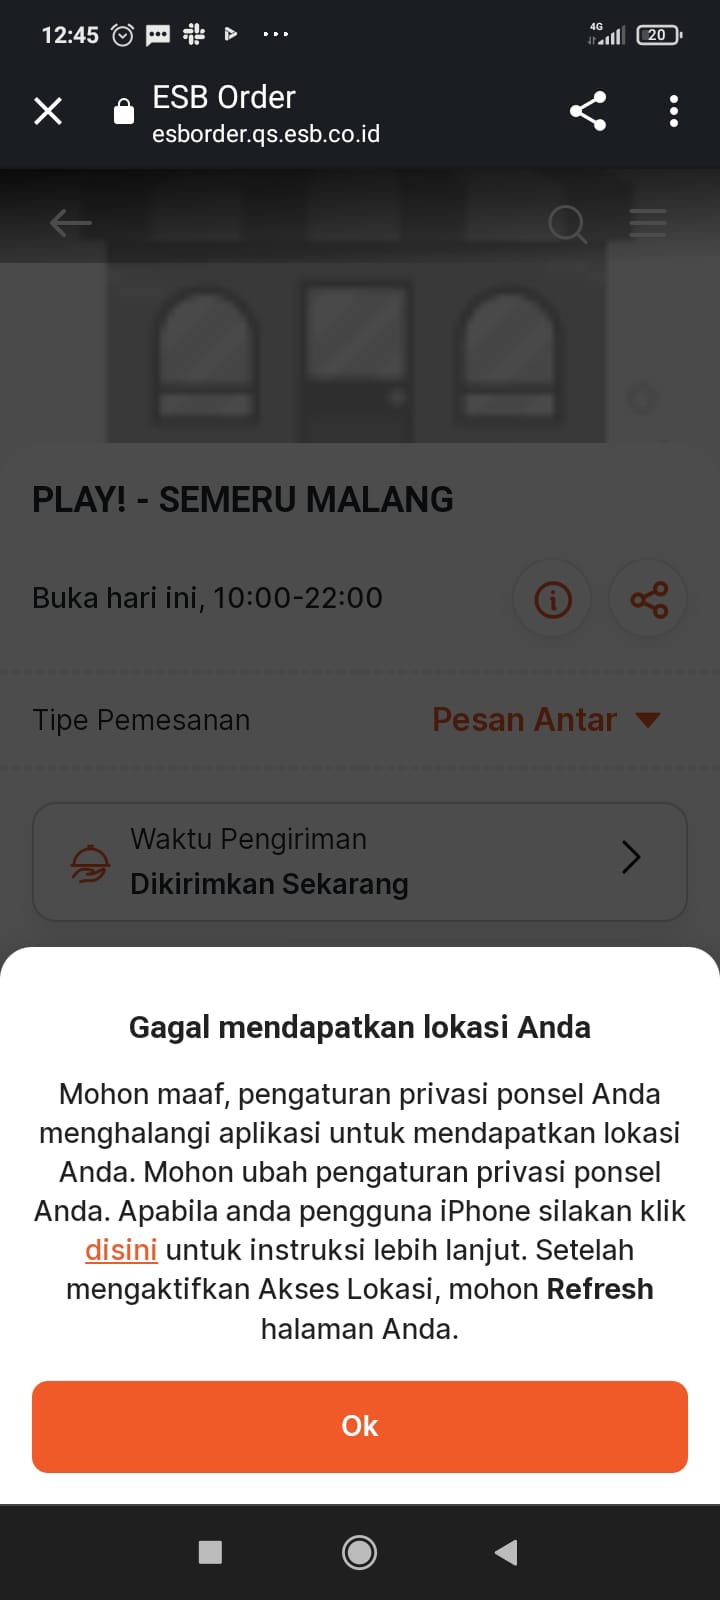 12:45
4G
20
ESB Order
esborder.qs.esb.co.id
PLAY! - SEMERU MALANG
Buka hari ini, 10:00-22:00
Tipe Pemesanan
Pesan Antar
Waktu Pengiriman
Dikirimkan Sekarang
Gagal mendapatkan lokasi Anda
Mohon maaf, pengaturan privasi ponsel Anda
menghalangi aplikasi untuk mendapatkan lokasi
Anda. Mohon ubah pengaturan privasi ponsel
Anda. Apabila anda pengguna iPhone silakan klik
disini untuk instruksi lebih lanjut. Setelah
mengaktifkan Akses Lokasi, mohon Refresh
halaman Anda.
Ok